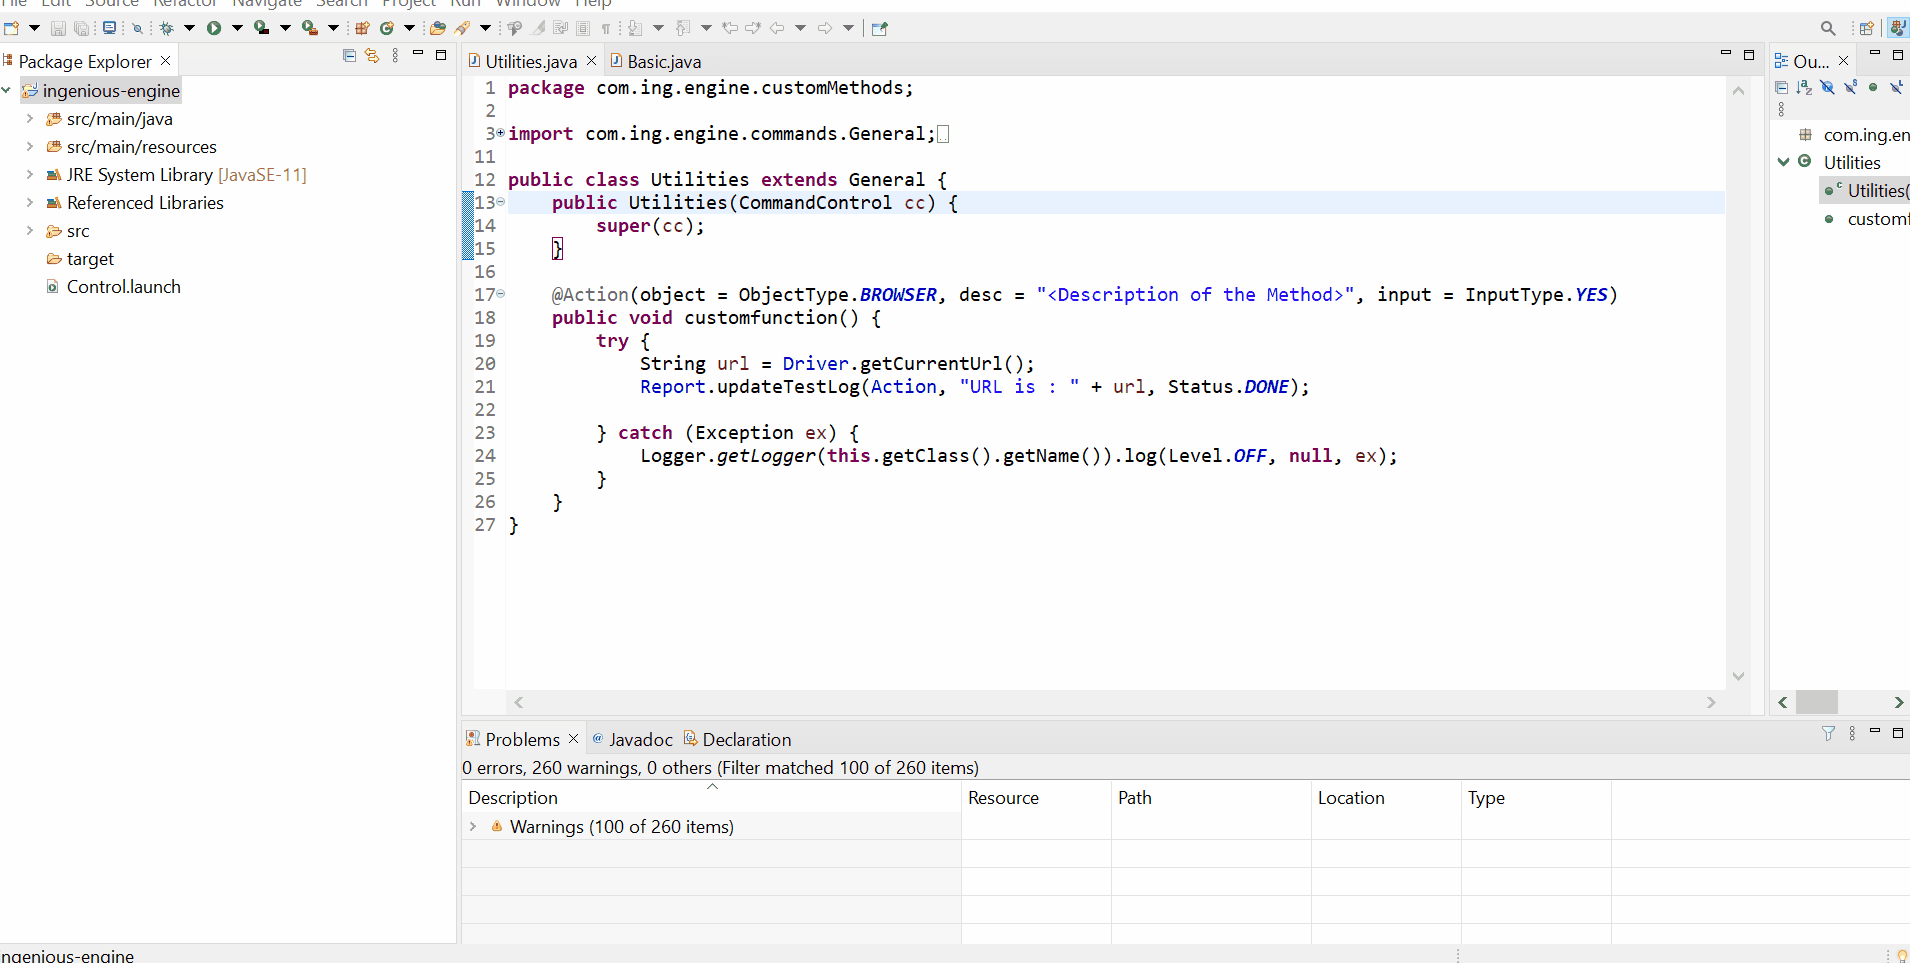 File Edit Source Refactor Navigate Search Project Run Window Help
Package Explorer
ingenious-engine
src/main/java
src/main/resources
JRE System Library [JavaSE-11]
Referenced Libraries
src
target
Control.launch
Utilities.java Basic.java
1 package com.ing.engine.customMethods;
2
3 import com.ing.engine.commands.General;
11
12 public class Utilities extends General {
13 public Utilities(CommandControl cc) {
14 super(cc);
15 }
16
17 @Action(object = ObjectType.BROWSER, desc = "<Description of the Method>", input = InputType.YES)
18 public void customfunction() {
19 try {
20 String url = Driver.getCurrentUrl();
21 Report.updateTestLog(Action, "URL is : " + url, Status.DONE);
22
23 } catch (Exception ex) {
24 Logger.getLogger(this.getClass().getName()).log(Level.OFF, null, ex);
25 }
26 }
27 }
Ou...
com.ing.en
Utilities
Utilities(
customf
Problems @ Javadoc Declaration
0 errors, 260 warnings, 0 others (Filter matched 100 of 260 items)
Description Resource Path Location Type
Warnings (100 of 260 items)
ingenious-engine